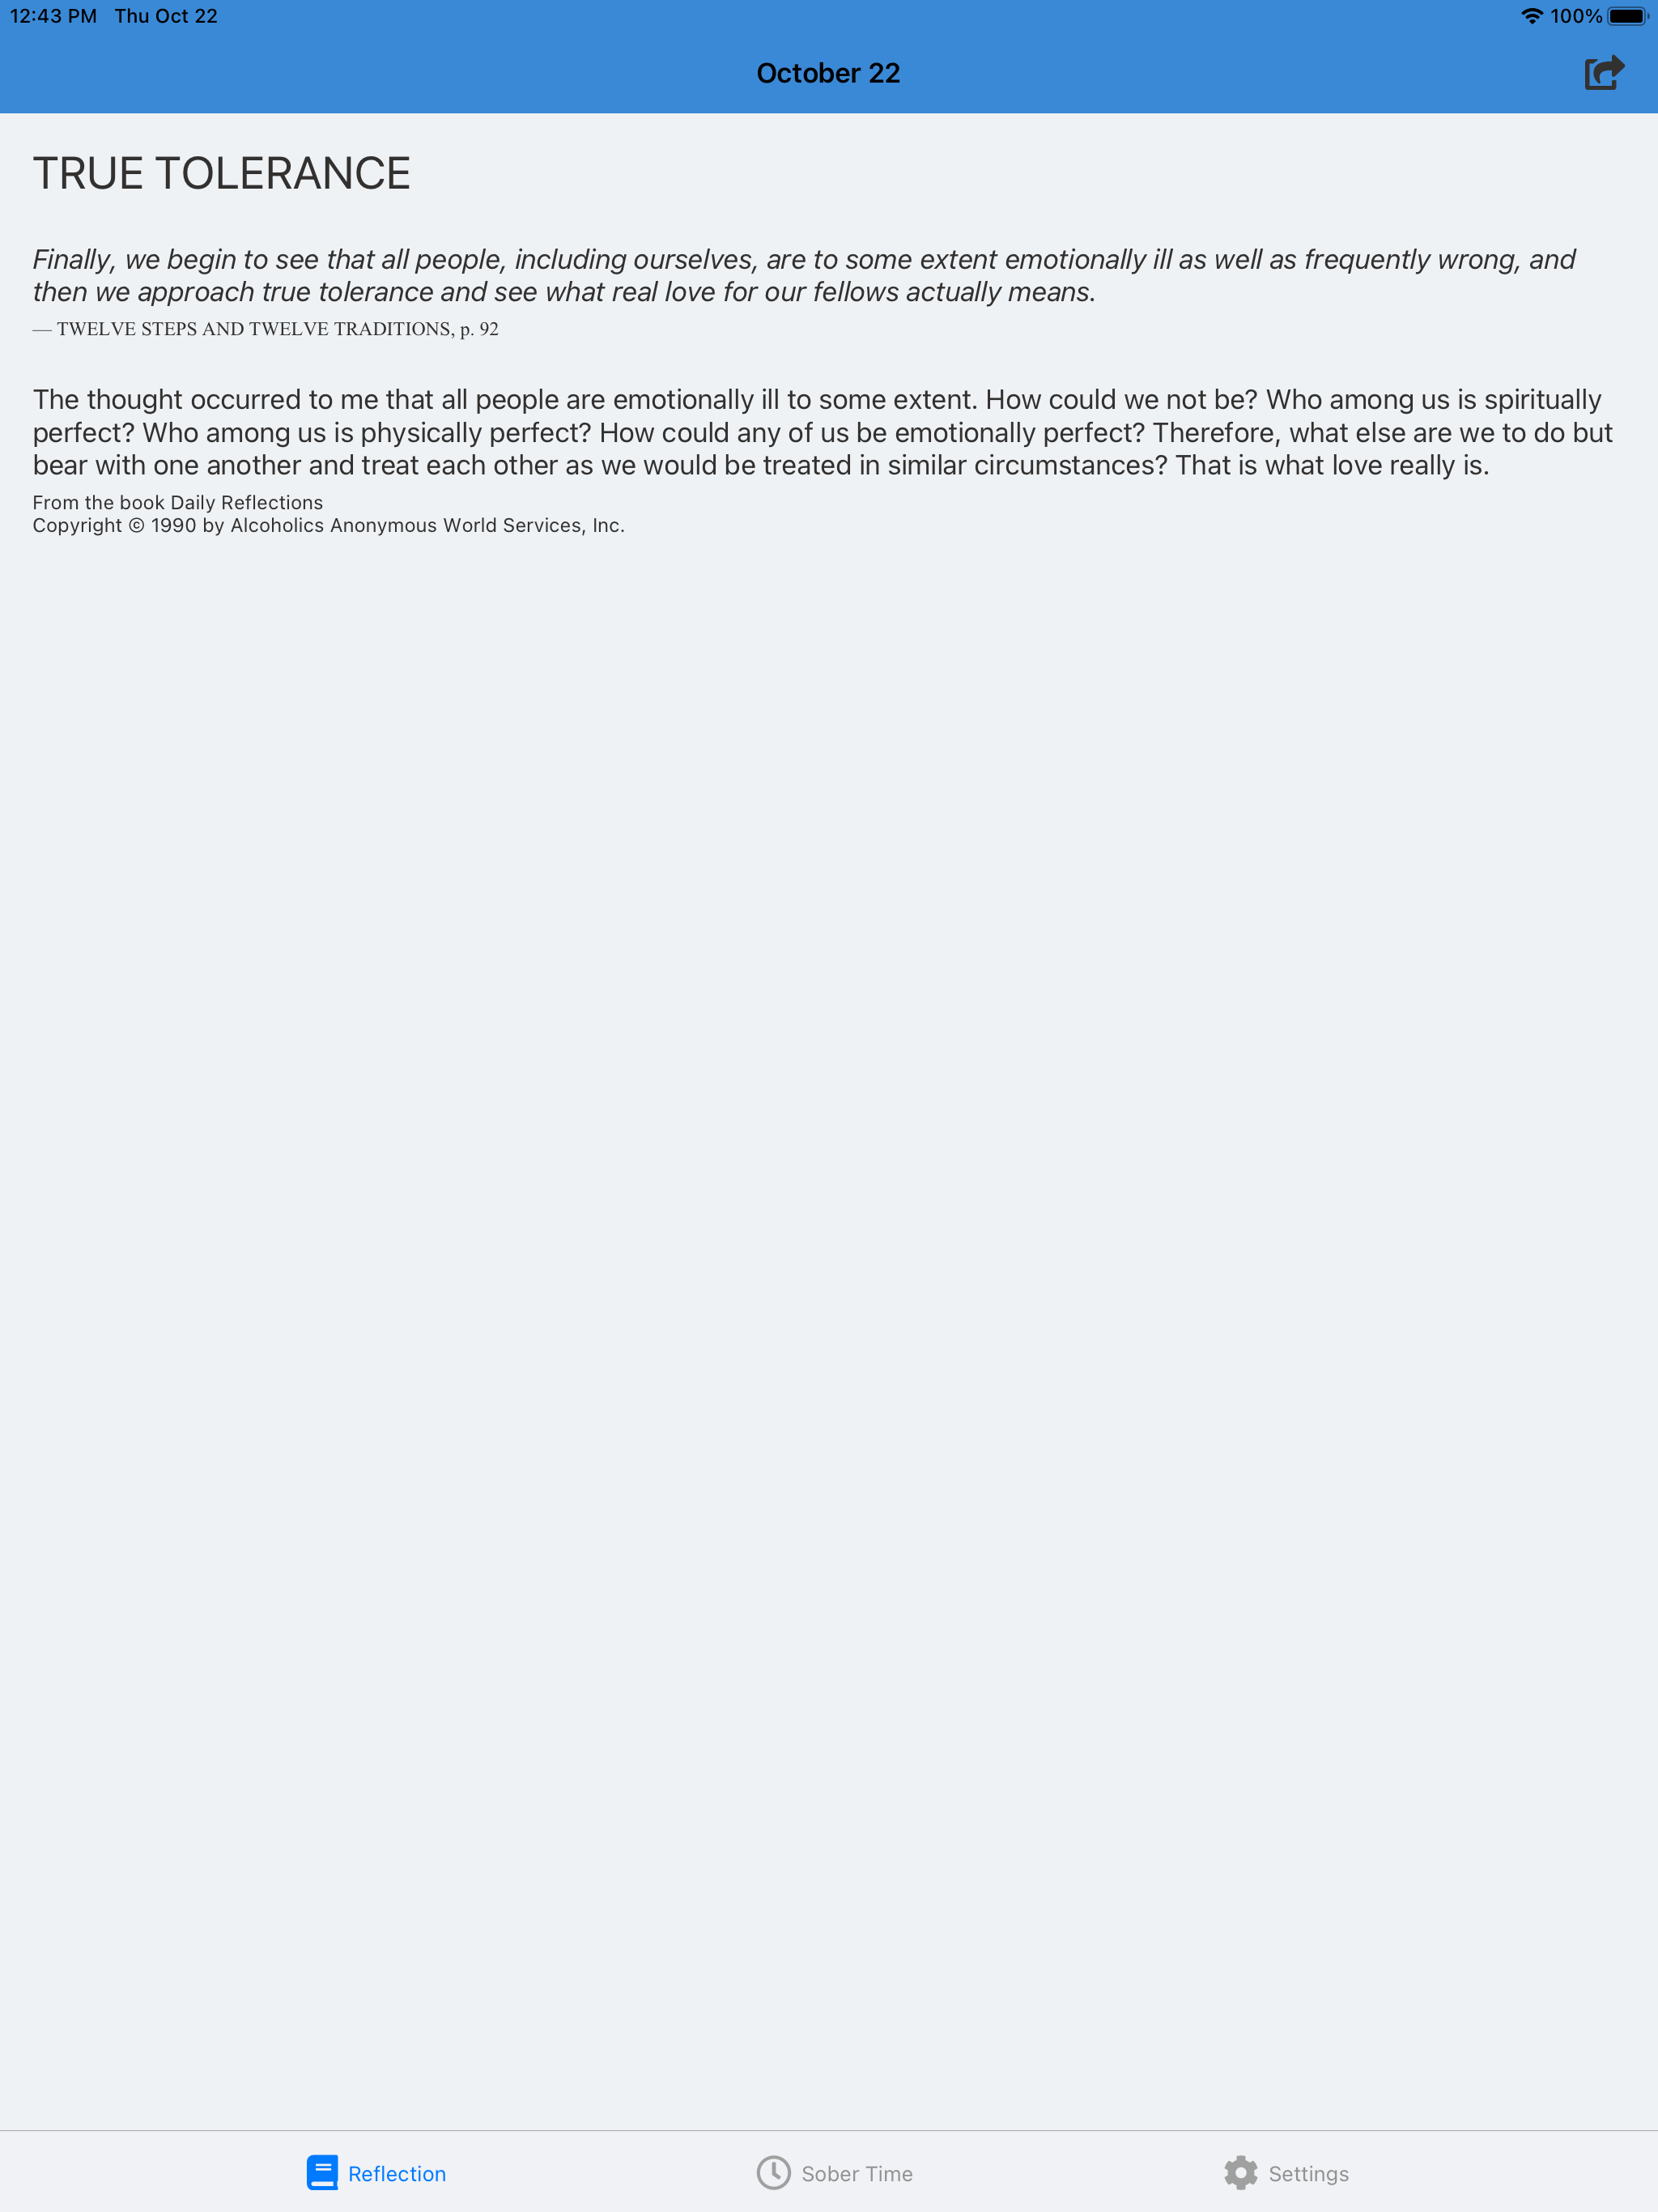 12:43 PM Thu Oct 22 100%
October 22
TRUE TOLERANCE
Finally, we begin to see that all people, including ourselves, are to some extent emotionally ill as well as frequently wrong, and
then we approach true tolerance and see what real love for our fellows actually means.
— TWELVE STEPS AND TWELVE TRADITIONS, p. 92
The thought occurred to me that all people are emotionally ill to some extent. How could we not be? Who among us is spiritually
perfect? Who among us is physically perfect? How could any of us be emotionally perfect? Therefore, what else are we to do but
bear with one another and treat each other as we would be treated in similar circumstances? That is what love really is.
From the book Daily Reflections
Copyright © 1990 by Alcoholics Anonymous World Services, Inc.
Reflection Sober Time Settings